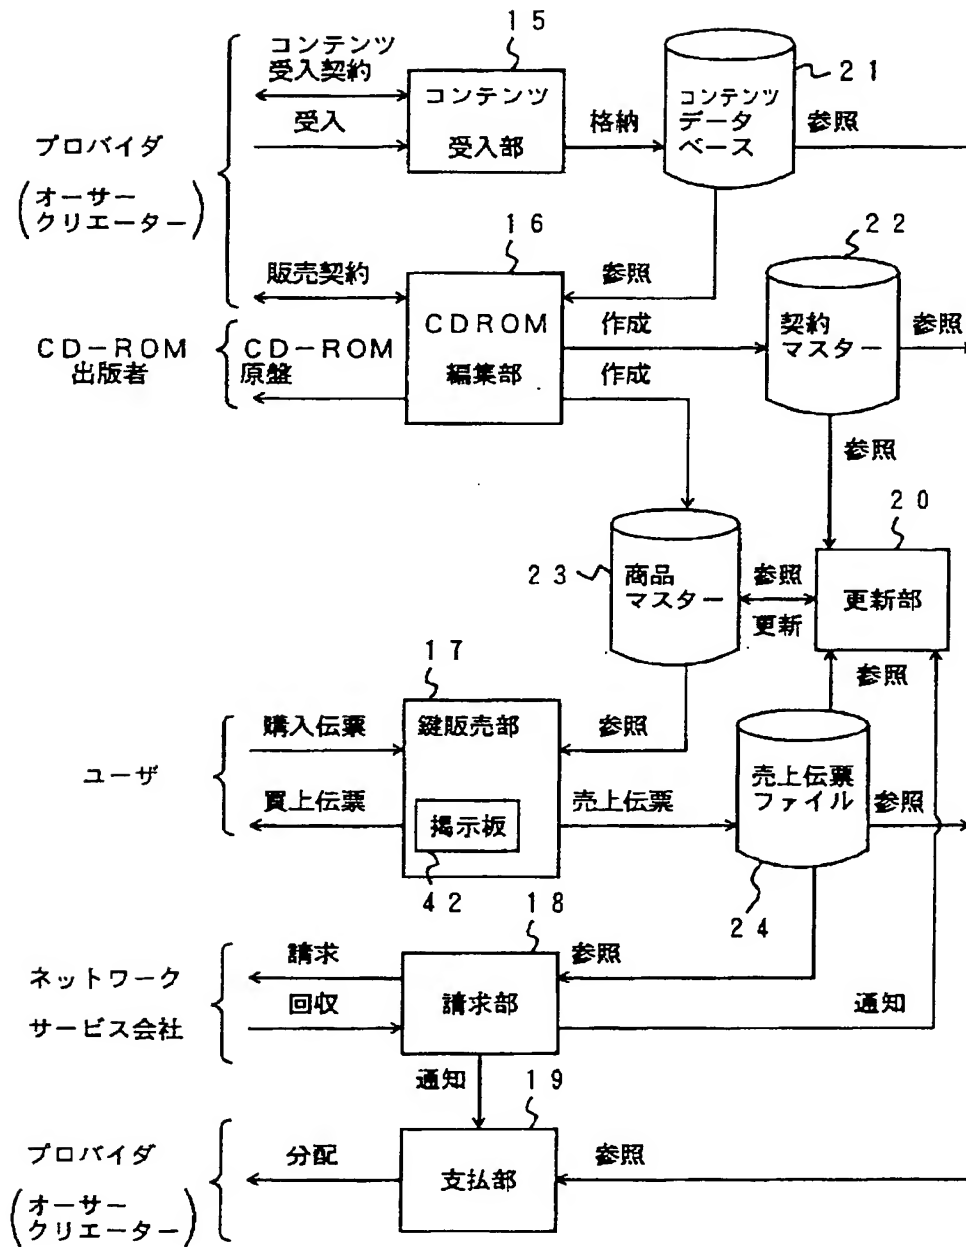 15
コンテンツ
受入契約
コンテンツ
受入部
受入
格納
21
コンテンツ
データ
ベース
参照
プロバイダ
(オーサー
クリエーター)
16
販売契約
参照
22
CD-ROM
出版者
CD-ROM
原盤
CDROM
編集部
作成
作成
契約
マスター
参照
参照
20
23
商品
マスター
参照
更新
更新部
17
参照
ユーザ
購入伝票
鍵販売部
参照
買上伝票
掲示板
売上伝票
売上伝票
ファイル
参照
42
18
24
ネットワーク
サービス会社
請求
参照
回収
請求部
通知
通知
19
プロバイダ
(オーサー
クリエーター)
分配
支払部
参照